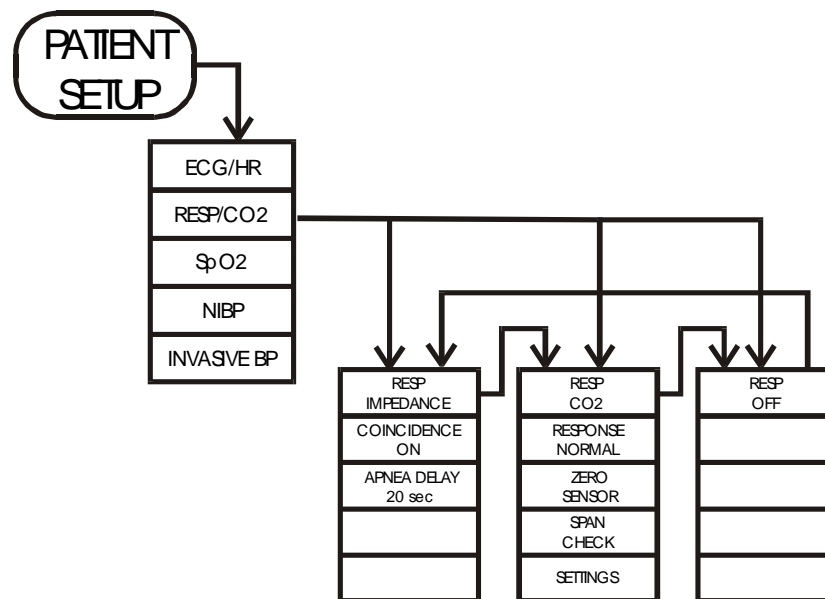 PATIENT
SETUP
ECG/HR
RESP/CO2
SpO2
NIBP
INVASIVE BP
RESP
IMPEDANCE
COINCIDENCE
ON
APNEA DELAY
20 sec
RESP
CO2
RESPONSE
NORMAL
ZERO
SENSOR
SPAN
CHECK
SETTINGS
RESP
OFF